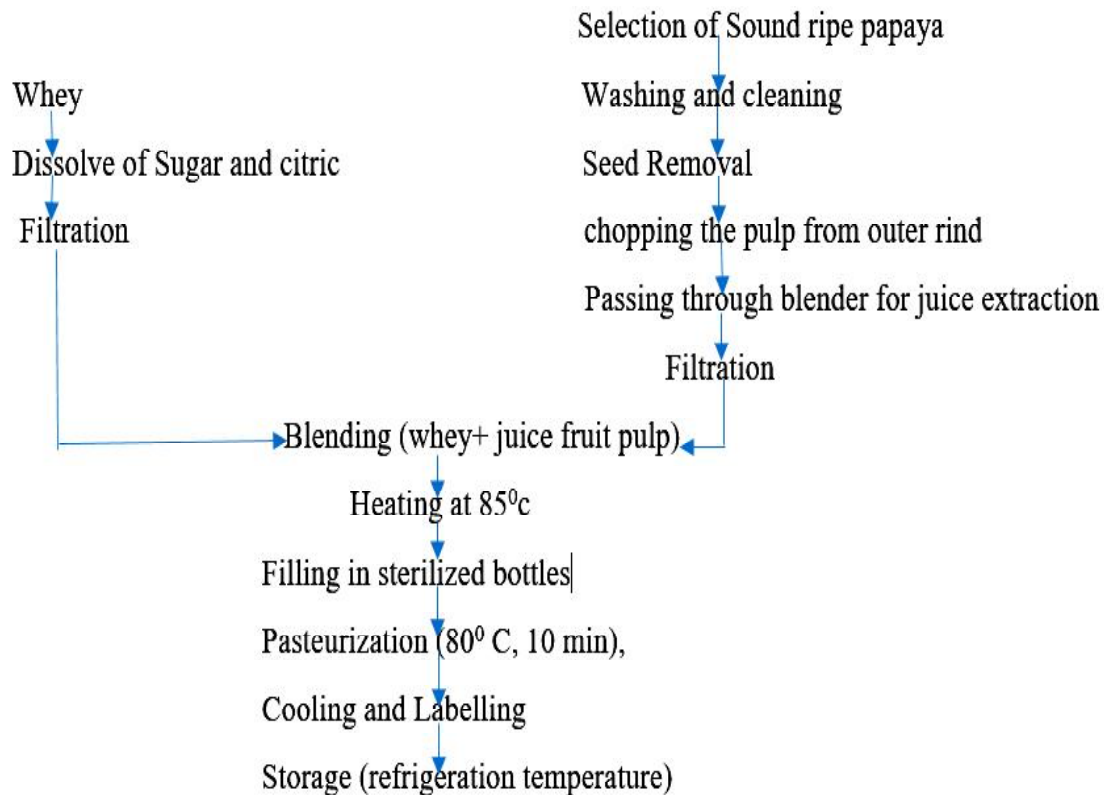 Selection of Sound ripe papaya
Whey
Washing and cleaning
Dissolve of Sugar and citric
Seed Removal
Filtration
chopping the pulp from outer rind
Passing through blender for juice extraction
Filtration
Blending (whey+ juice fruit pulp)
Heating at 85⁰c
Filling in sterilized bottles
Pasteurization (80⁰ C, 10 min),
Cooling and Labelling
Storage (refrigeration temperature)